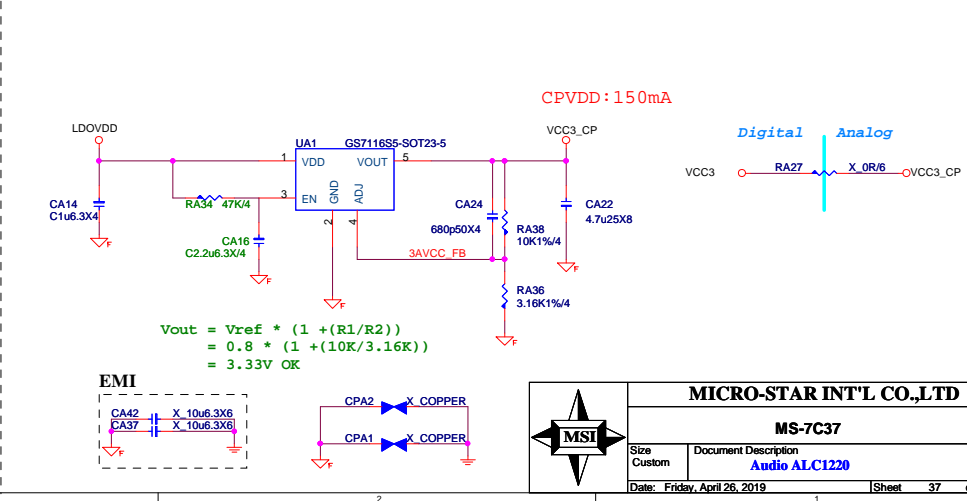 CPVDD:150mA
LDOVDD
UA1
GS7116S5-SOT23-5
VCC3_CP
Digital
Analog
1
VDD
VOUT
5
VCC3
RA27
X_0R/6
VCC3_CP
3
EN
GND
ADJ
2
4
CA14
C1u6.3X4
RA34
47K/4
CA24
680p50X4
RA38
10K1%/4
CA22
4.7u25X8
F
CA16
C2.2u6.3X/4
F
3AVCC_FB
F
RA36
3.16K1%/4
F
F
F
Vout = Vref * (1 +(R1/R2))
= 0.8 * (1 +(10K/3.16K))
= 3.33V OK
EMI
CA42
X_10u6.3X6
CA37
X_10u6.3X6
F
CPA2
X_COPPER
CPA1
X_COPPER
F
MSI
MICRO-STAR INT'L CO.,LTD
MS-7C37
Size
Custom
Document Description
Audio ALC1220
Date: Friday, April 26, 2019
Sheet 37
2
1